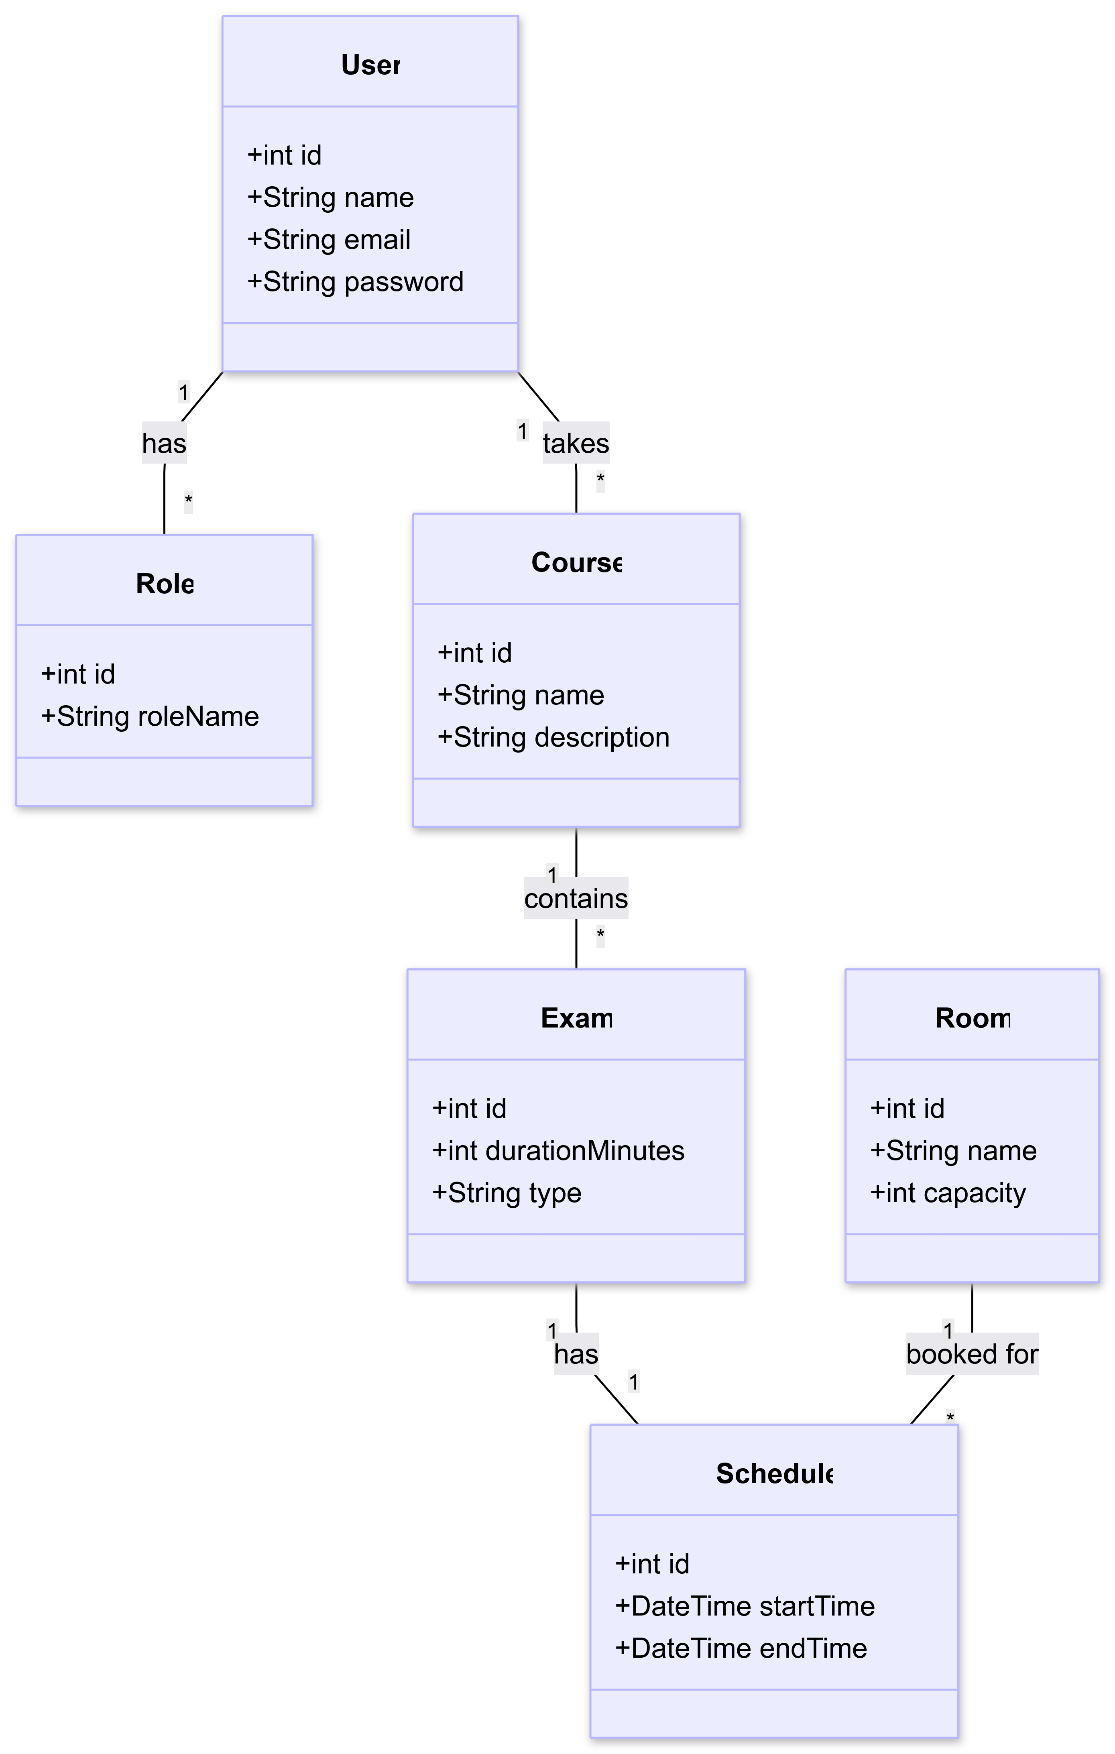 User
+int id
+String name
+String email
+String password
1
has
*
1
takes
*
Role
+int id
+String roleName
Course
+int id
+String name
+String description
1
contains
*
Exam
+int id
+int durationMinutes
+String type
Room
+int id
+String name
+int capacity
1
has
1
1
booked for
*
Schedule
+int id
+DateTime startTime
+DateTime endTime